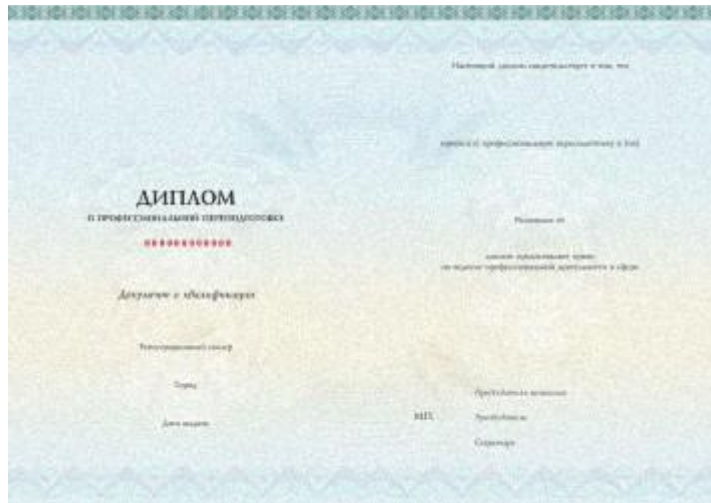 ДИПЛОМ
О ПРОФЕССИОНАЛЬНОЙ ПЕРЕПОДГОТОВКЕ
000000000000
Документ о квалификации
Регистрационный номер
Город
Дата выдачи
Настоящий диплом свидетельствует о том, что
прошел(а) профессиональную переподготовку в (на)
Решением от
диплом предоставляет право
на ведение профессиональной деятельности в сфере
Председатель комиссии
М.П. Руководитель
Секретарь